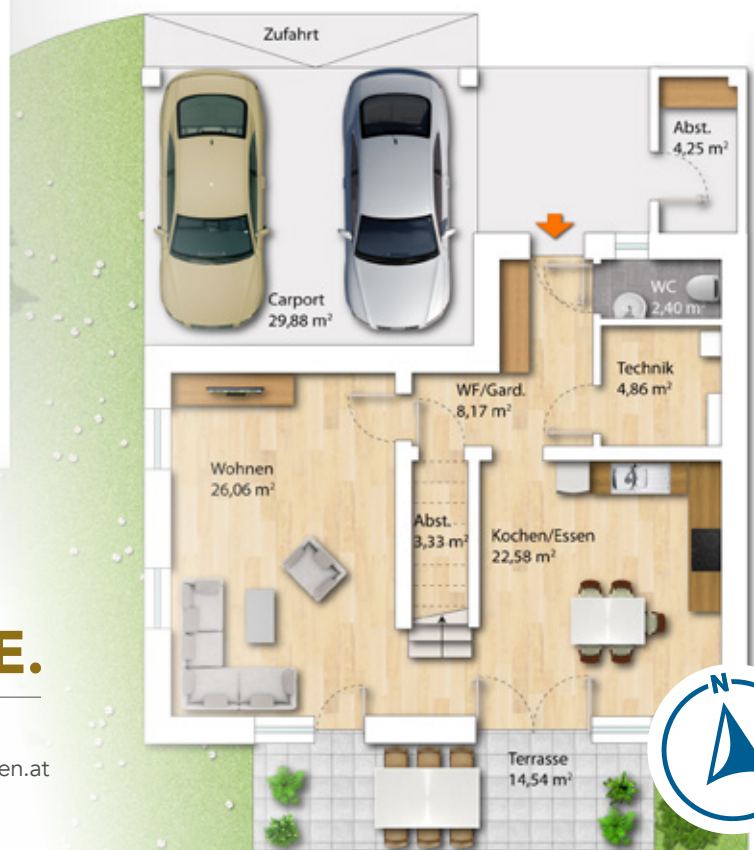 Zufahrt
Abst.
4,25 m²
Carport
29,88 m²
WC
2,40 m²
Technik
4,86 m²
WF/Gard.
8,17 m²
Wohnen
26,06 m²
Abst.
3,33 m²
Kochen/Essen
22,58 m²
E.
en.at
Terrasse
14,54 m²
N